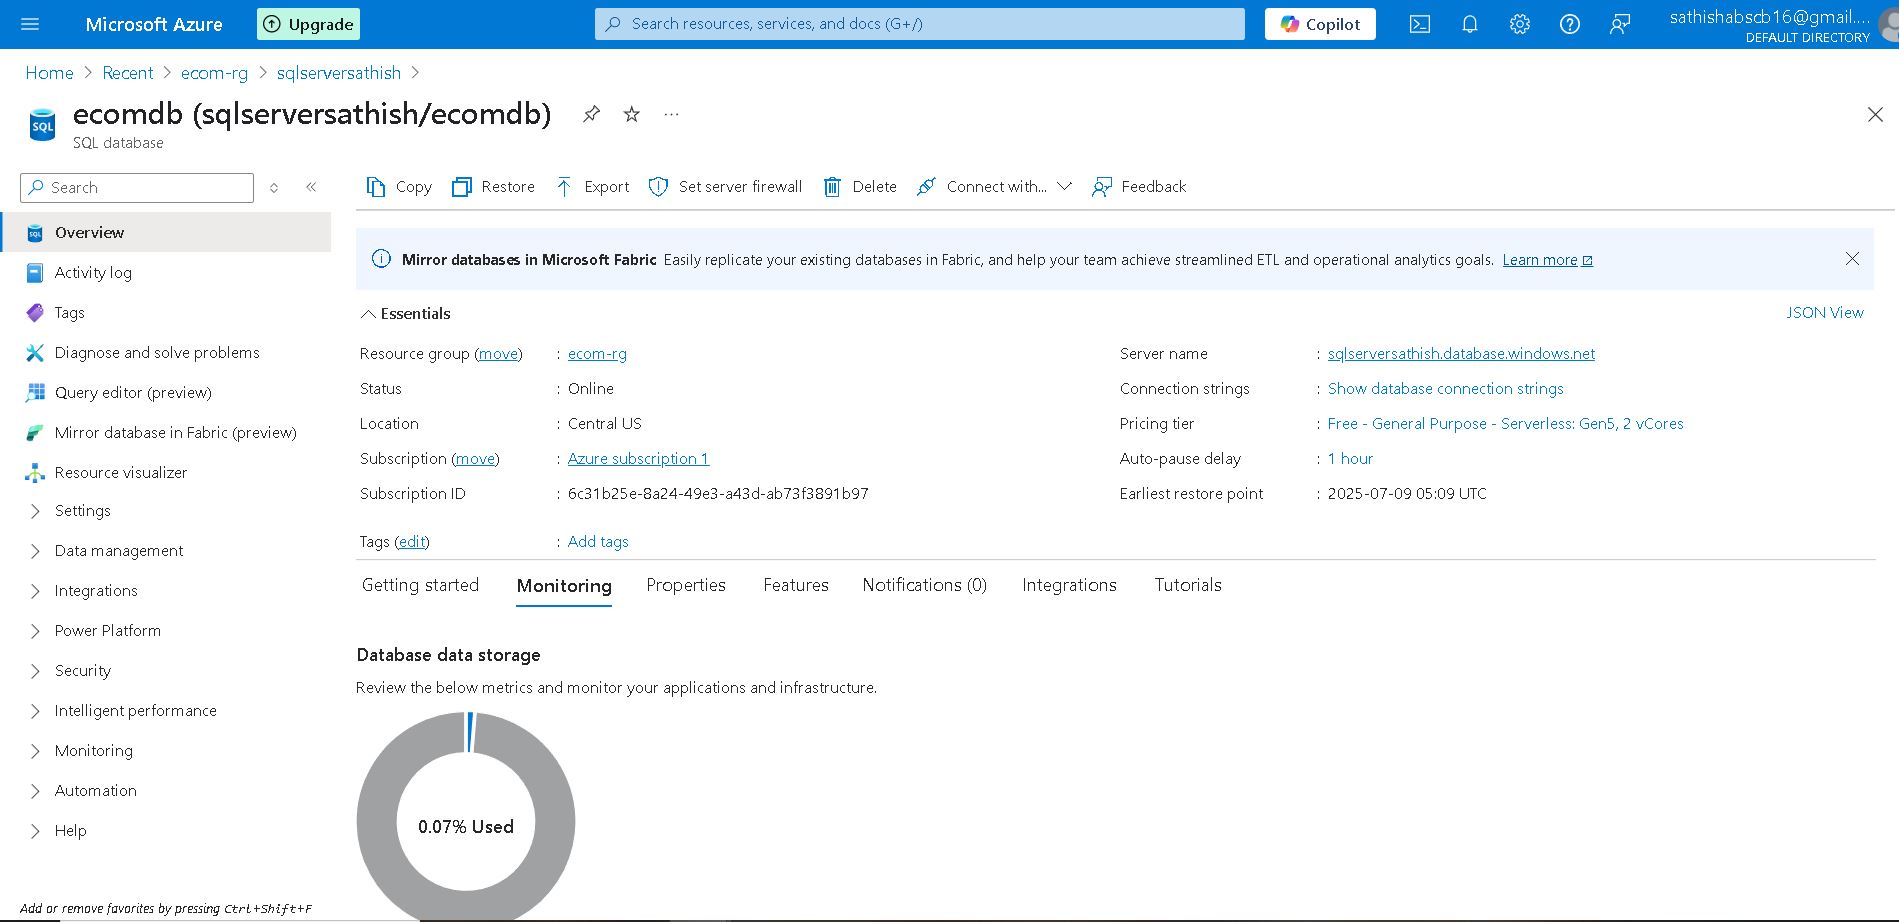 Microsoft Azure
Upgrade
Search resources, services, and docs (G+/)
Copilot
sathishabscb16@gmail....
DEFAULT DIRECTORY
Home > Recent > ecom-rg > sqlserversathish >
ecomdb (sqlserversathish/ecomdb)
...
SQL database
Search
Copy
Restore
Export
Set server firewall
Delete
Connect with...
Feedback
Overview
Activity log
Tags
Diagnose and solve problems
Query editor (preview)
Mirror database in Fabric (preview)
Resource visualizer
Settings
Data management
Integrations
Power Platform
Security
Intelligent performance
Monitoring
Automation
Help
Add or remove favorites by pressing Ctrl+Shift+F
Mirror databases in Microsoft Fabric Easily replicate your existing databases in Fabric, and help your team achieve streamlined ETL and operational analytics goals. Learn more
Essentials
JSON View
Resource group (move) : ecom-rg
Status : Online
Location : Central US
Subscription (move) : Azure subscription 1
Subscription ID : 6c31b25e-8a24-49e3-a43d-ab73f3891b97
Server name : sqlserversathish.database.windows.net
Connection strings : Show database connection strings
Pricing tier : Free - General Purpose - Serverless: Gen5, 2 vCores
Auto-pause delay : 1 hour
Earliest restore point : 2025-07-09 05:09 UTC
Tags (edit) : Add tags
Getting started
Monitoring
Properties
Features
Notifications (0)
Integrations
Tutorials
Database data storage
Review the below metrics and monitor your applications and infrastructure.
0.07% Used